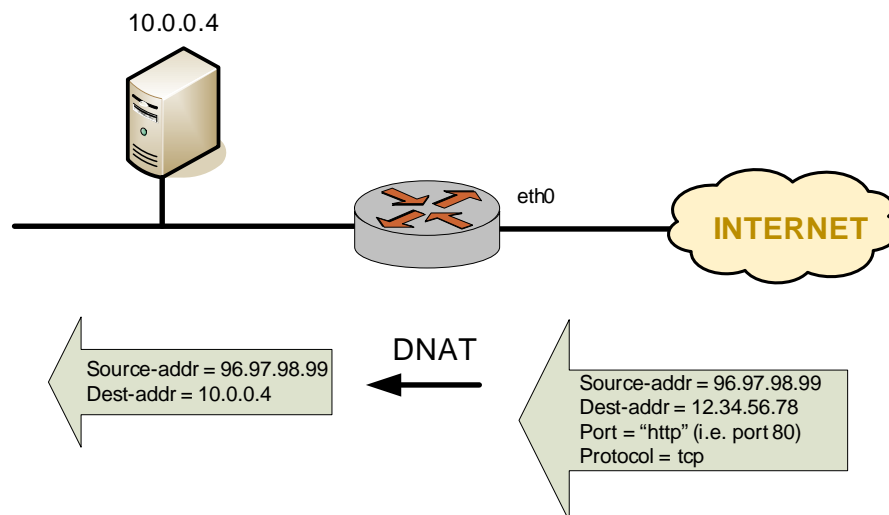 10.0.0.4
eth0
INTERNET
DNAT
Source-addr = 96.97.98.99
Dest-addr = 10.0.0.4
Source-addr = 96.97.98.99
Dest-addr = 12.34.56.78
Port = “http” (i.e. port 80)
Protocol = tcp